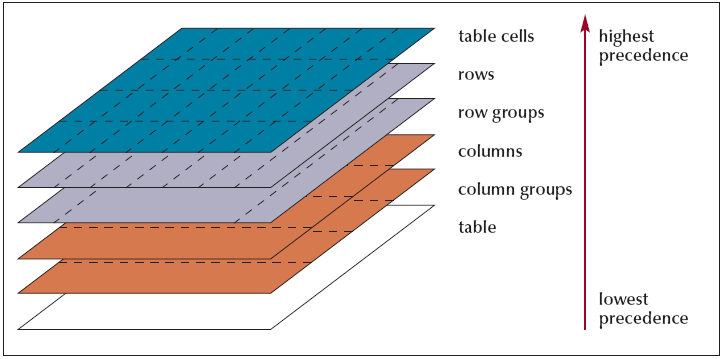 table cells
rows
row groups
columns
column groups
table
highest
precedence
lowest
precedence